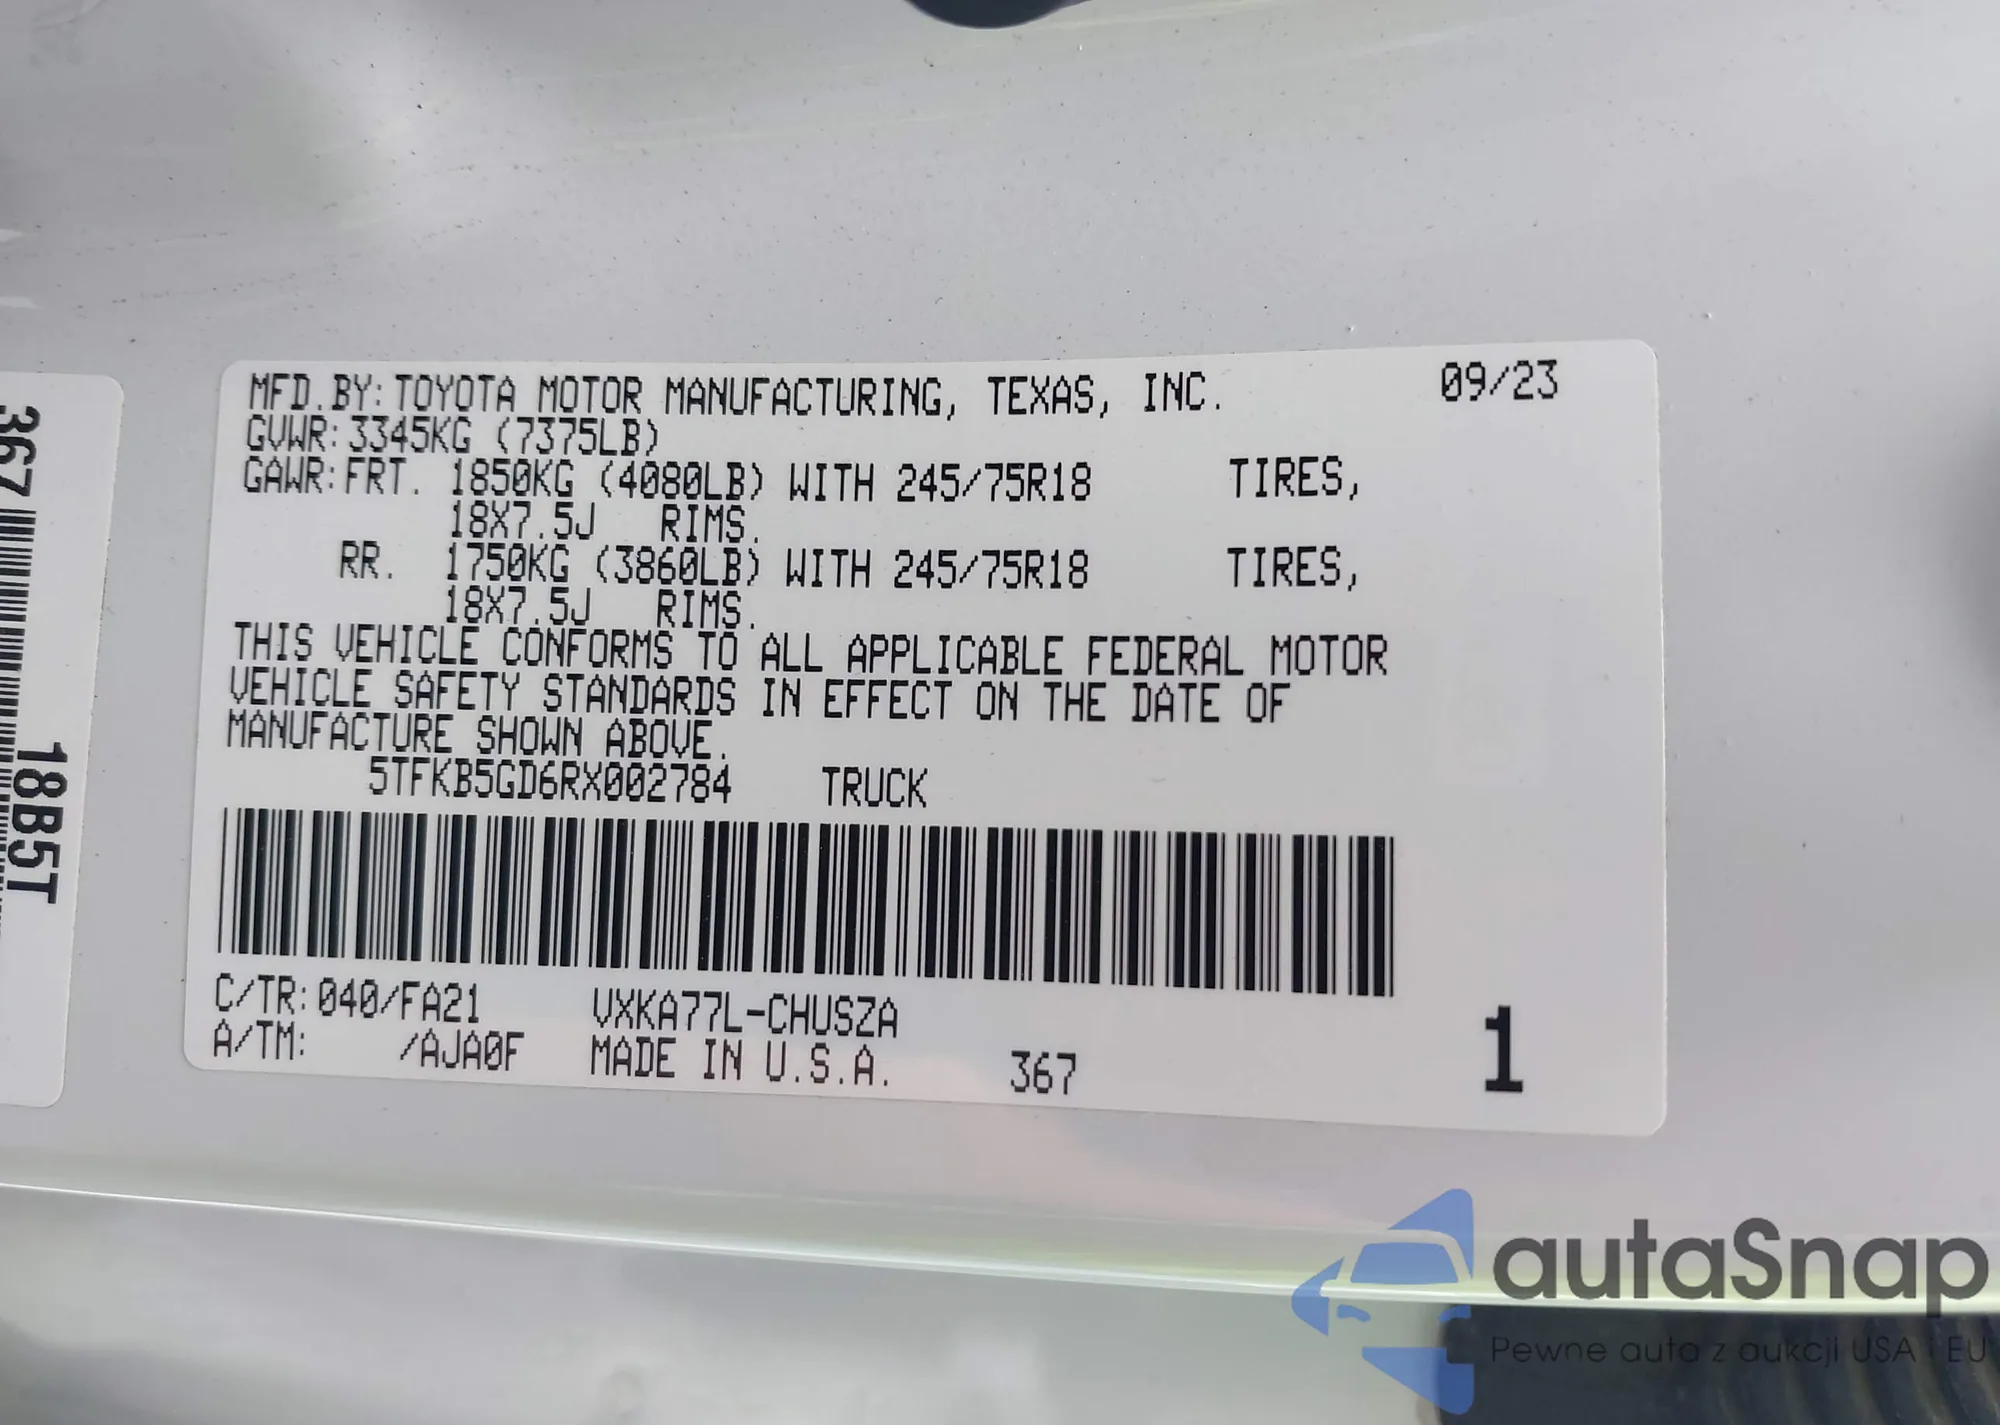 MFD.BY: TOYOTA MOTOR MANUFACTURING, TEXAS, INC. 09/23
GVWR: 3345KG (7375LB)
GAWR: FRT. 1850KG (4080LB) WITH 245/75R18 TIRES,
18X7.5J RIMS.
RR. 1750KG (3860LB) WITH 245/75R18 TIRES,
18X7.5J RIMS.
THIS VEHICLE CONFORMS TO ALL APPLICABLE FEDERAL MOTOR
VEHICLE SAFETY STANDARDS IN EFFECT ON THE DATE OF
MANUFACTURE SHOWN ABOVE.
5TFKB5GD6RX002784 TRUCK
C/TR: 040/FA21 VXKA77L-CHUSZA
A/TM: /AJA0F MADE IN U.S.A. 367 1
367
18B5T
autaSnap
Pewne auta z aukcji USA i EU